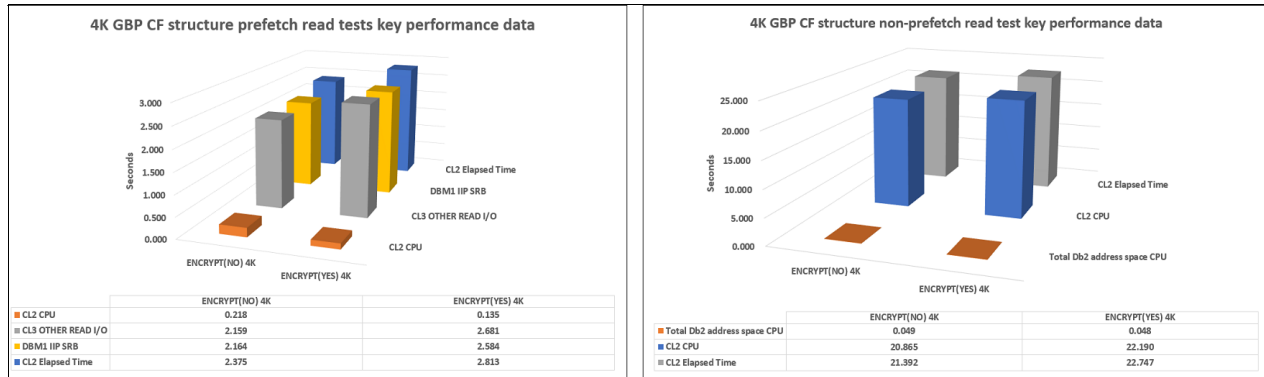 4K GBP CF structure prefetch read tests key performance data
3.000
2.500
2.000
1.500
1.000
0.500
0.000
Seconds
CL2 Elapsed Time
DBM1 IIP SRB
CL3 OTHER READ I/O
CL2 CPU
ENCRYPT(NO) 4K
ENCRYPT(YES) 4K
ENCRYPT(NO) 4K ENCRYPT(YES) 4K
CL2 CPU 0.218 0.135
CL3 OTHER READ I/O 2.159 2.681
DBM1 IIP SRB 2.164 2.584
CL2 Elapsed Time 2.375 2.813
4K GBP CF structure non-prefetch read test key performance data
25.000
20.000
15.000
10.000
5.000
0.000
Seconds
CL2 Elapsed Time
CL2 CPU
Total Db2 address space CPU
ENCRYPT(NO) 4K
ENCRYPT(YES) 4K
ENCRYPT(NO) 4K ENCRYPT(YES) 4K
Total Db2 address space CPU 0.049 0.048
CL2 CPU 20.865 22.190
CL2 Elapsed Time 21.392 22.747